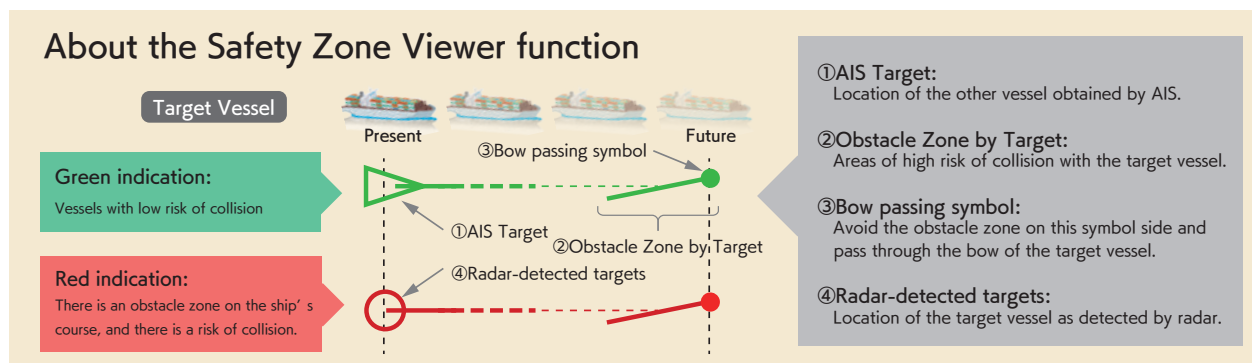 About the Safety Zone Viewer function
Target Vessel
Present
Future
③Bow passing symbol
Green indication:
Vessels with low risk of collision
①AIS Target
②Obstacle Zone by Target
Red indication:
There is an obstacle zone on the ship’ s
course, and there is a risk of collision.
④Radar-detected targets
①AIS Target:
Location of the other vessel obtained by AIS.
②Obstacle Zone by Target:
Areas of high risk of collision with the target vessel.
③Bow passing symbol:
Avoid the obstacle zone on this symbol side and
pass through the bow of the target vessel.
④Radar-detected targets:
Location of the target vessel as detected by radar.